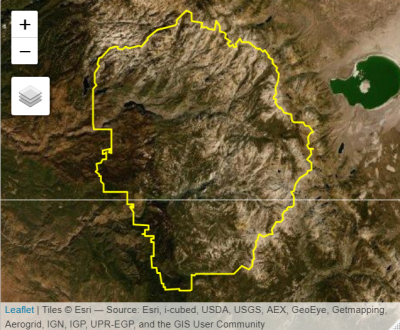 +
−
Leaflet | Tiles © Esri — Source: Esri, i-cubed, USDA, USGS, AEX, GeoEye, Getmapping,
Aerogrid, IGN, IGP, UPR-EGP, and the GIS User Community